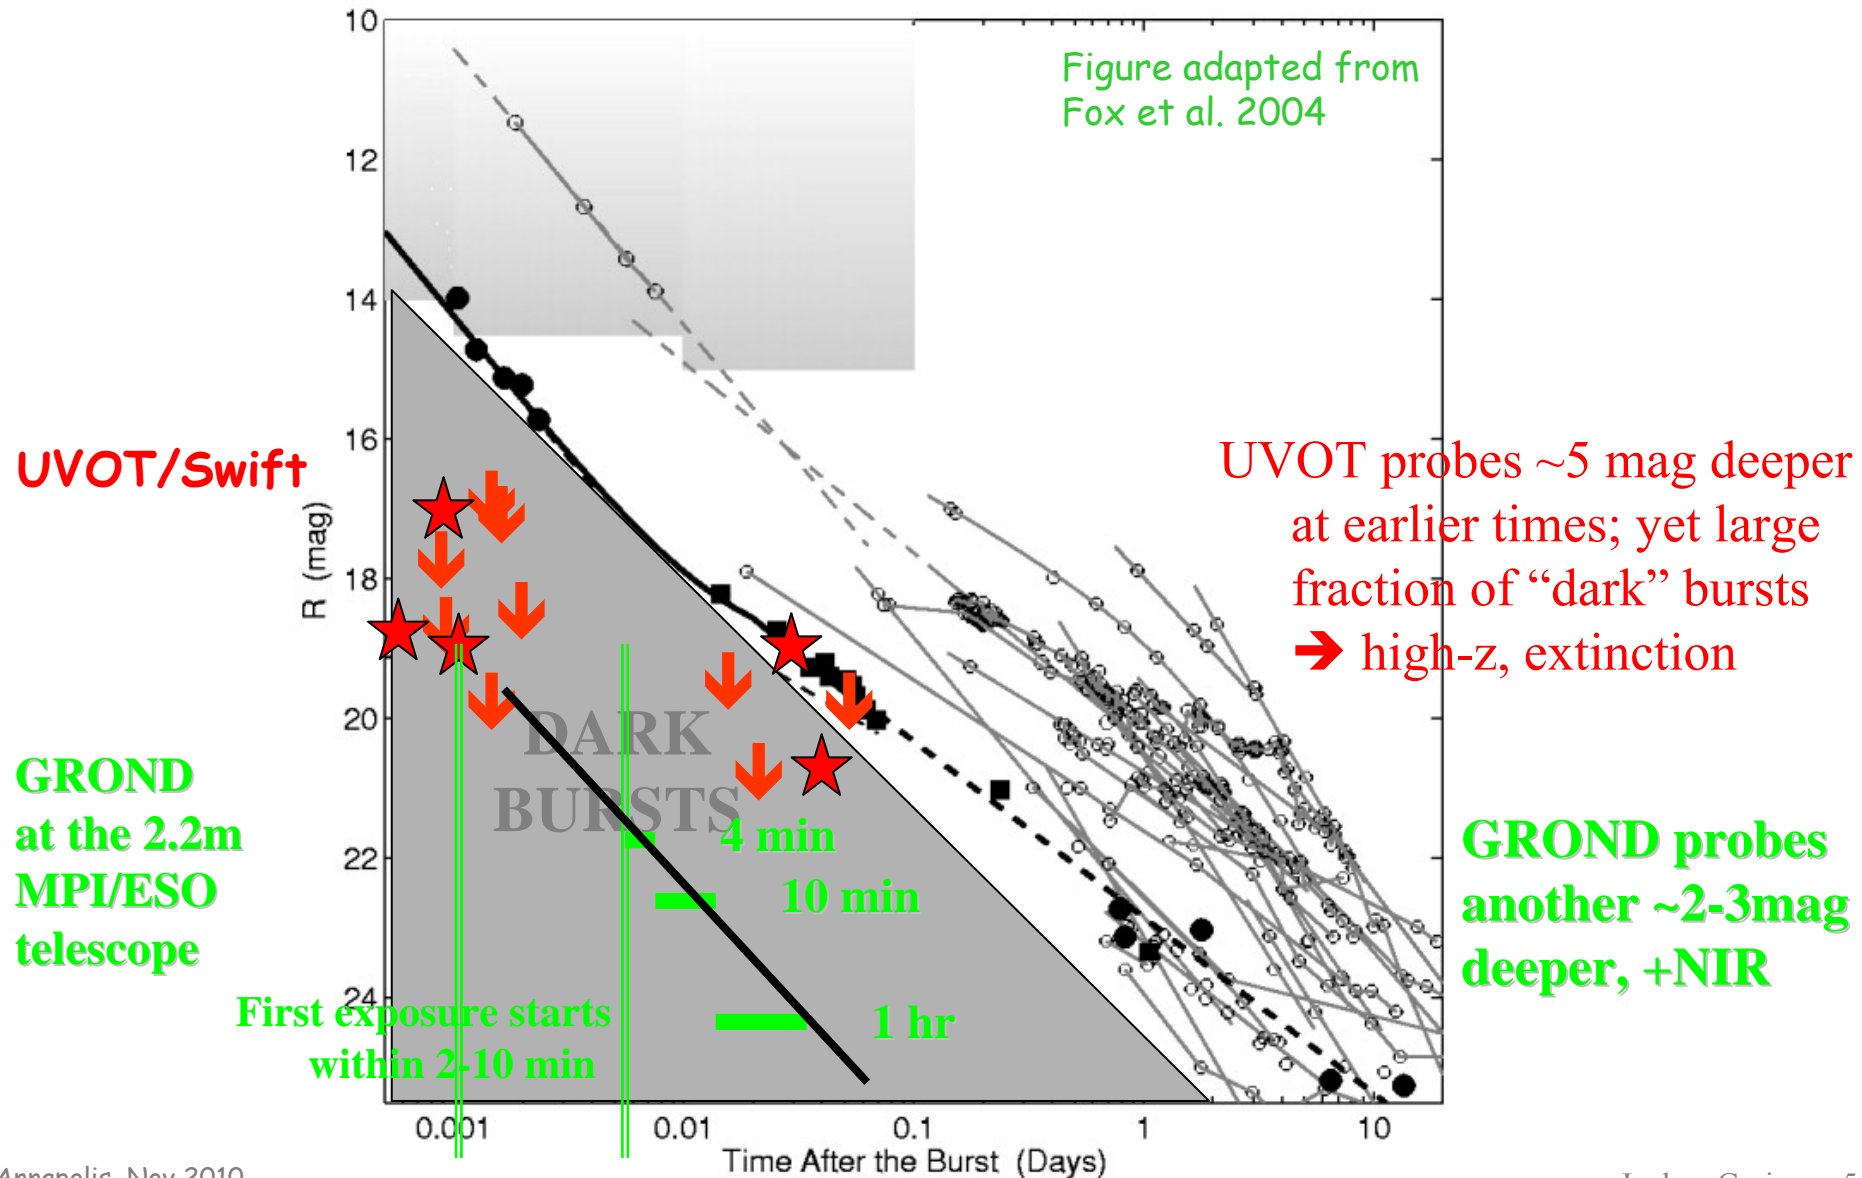 Figure adapted from
Fox et al. 2004
10
12
14
16
18
20
22
24
R (mag)
UVOT/Swift
UVOT probes ~5 mag deeper
at earlier times; yet large
fraction of “dark” bursts
➔ high-z, extinction
DARK
BURSTS
GROND
at the 2.2m
MPI/ESO
telescope
4 min
10 min
1 hr
GROND probes
another ~2-3mag
deeper, +NIR
First exposure starts
within 2-10 min
0.001
0.01
0.1
1
10
Time After the Burst (Days)
Annapolis, Nov 2010
5